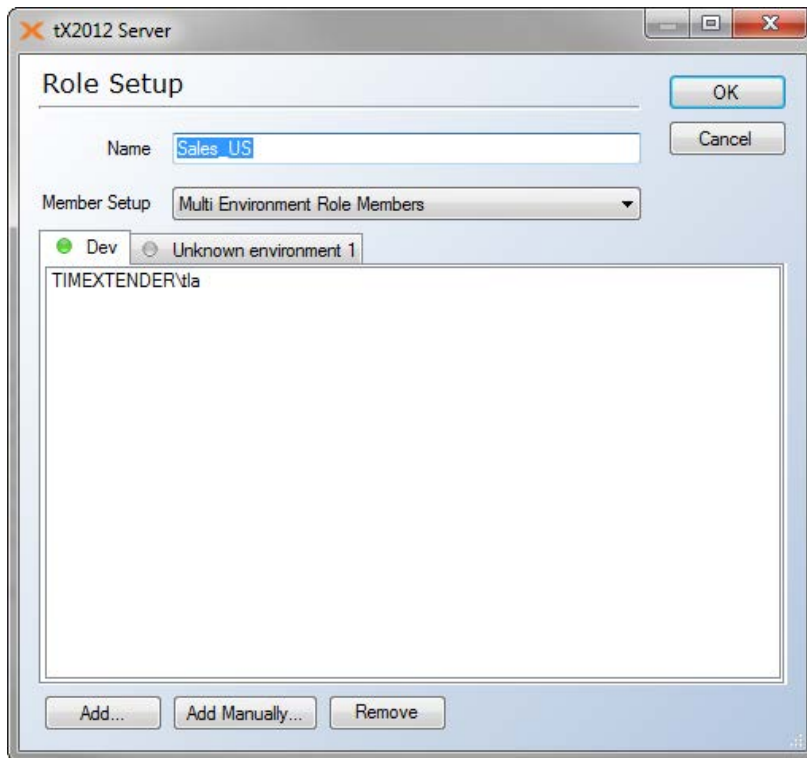 tX2012 Server
Role Setup
OK
Name Sales_US
Cancel
Member Setup Multi Environment Role Members
Dev Unknown environment 1
TIMEXTENDER\tla
Add... Add Manually... Remove